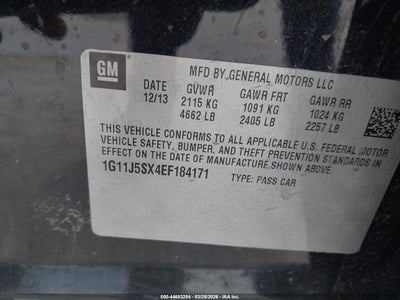 GM
MFD BY GENERAL MOTORS LLC
DATE GVWR GAWR FRT GAWR RR
12/13 2115 KG 1091 KG 1024 KG
4662 LB 2405 LB 2257 LB
THIS VEHICLE CONFORMS TO ALL APPLICABLE U.S. FEDERAL MOTOR
VEHICLE SAFETY, BUMPER, AND THEFT PREVENTION STANDARDS IN
EFFECT ON THE DATE OF MANUFACTURE SHOWN ABOVE.
1G11J5SX4EF184171 TYPE: PASS CAR
000-44693264 | 03/20/2026 - IAAI.COM